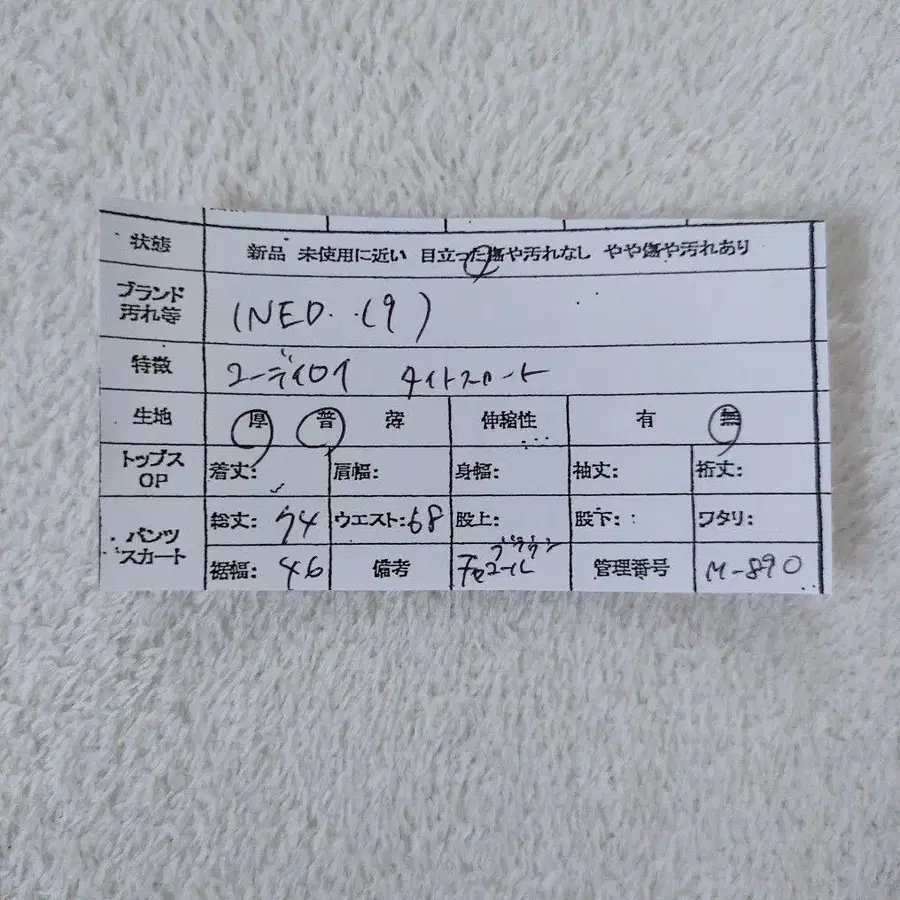 状態 新品 未使用に近い 目立った傷や汚れなし やや傷や汚れあり
ブランド
汚れ等
INED. (9)
特徴 コーディロイ タイトスカート
生地 厚 普 薄 伸縮性 有 無
トップス
OP
着丈: 肩幅: 身幅: 袖丈: 裄丈:
パンツ
スカート
総丈: 74 ウエスト: 68 股上: 股下: ワタリ:
裾幅: 46 備考 ブラウン 管理番号 M-890
チャコール